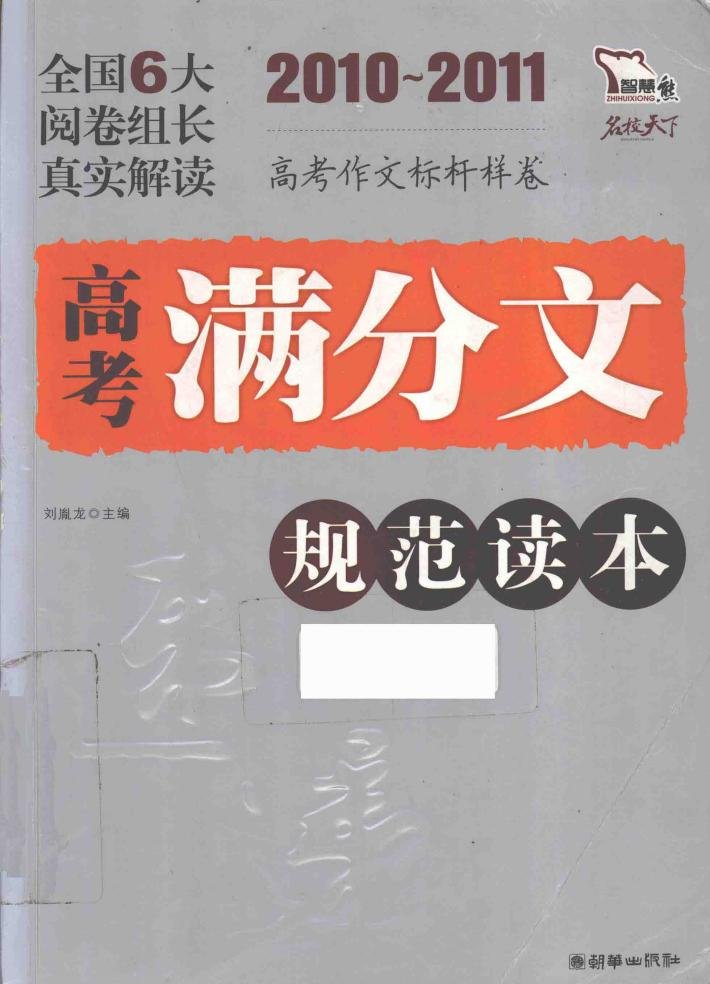 全国6大
阅卷组长
真实解读
2010~2011
高考作文标杆样卷
智慧熊
ZHIHUIXIONG
名校天下
高考
满分文
刘胤龙◎主编
规范读本
朝华出版社